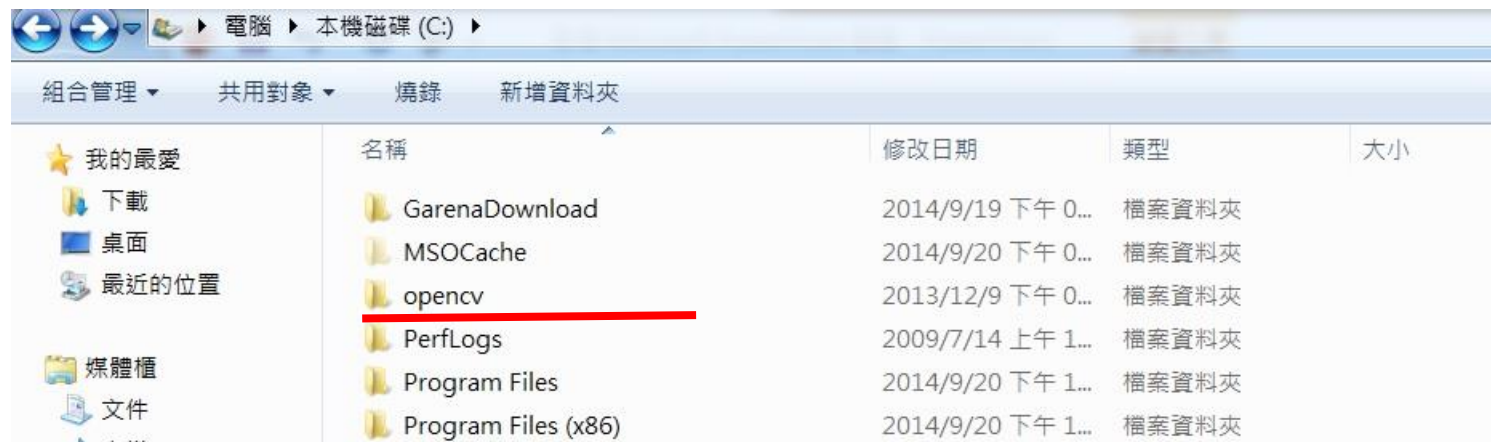 電腦 ▸ 本機磁碟 (C:) ▸
組合管理 ▾ 共用對象 ▾ 燒錄 新增資料夾
我的最愛
下載
桌面
最近的位置
媒體櫃
文件
名稱 修改日期 類型 大小
GarenaDownload 2014/9/19 下午 0... 檔案資料夾
MSOCache 2014/9/20 下午 0... 檔案資料夾
opencv 2013/12/9 下午 0... 檔案資料夾
PerfLogs 2009/7/14 上午 1... 檔案資料夾
Program Files 2014/9/20 下午 1... 檔案資料夾
Program Files (x86) 2014/9/20 下午 1... 檔案資料夾